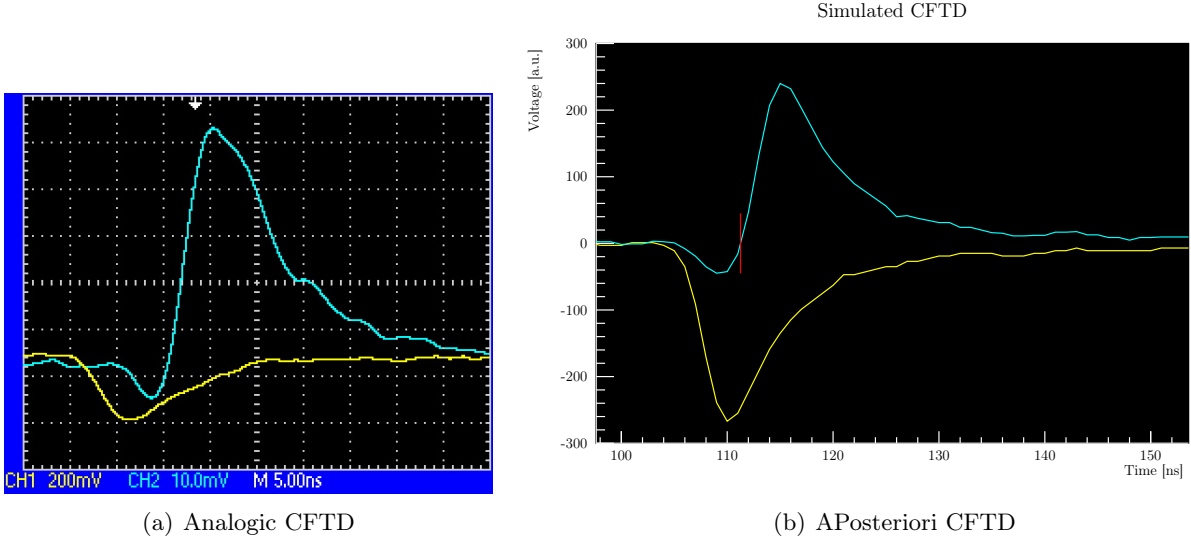 CH1 200mV CH2 10.0mV M 5.00ns
(a) Analogic CFTD
Simulated CFTD
Voltage [a.u.]
300
200
100
0
-100
-200
-300
100 110 120 130 140 150
Time [ns]
(b) APosteriori CFTD